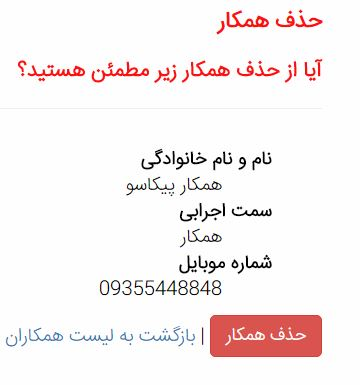 حذف همکار
آیا از حذف همکار زیر مطمئن هستید؟
نام و نام خانوادگی
همکار پیکاسو
سمت اجرایی
همکار
شماره موبایل
09355448848
حذف همکار | بازگشت به لیست همکاران